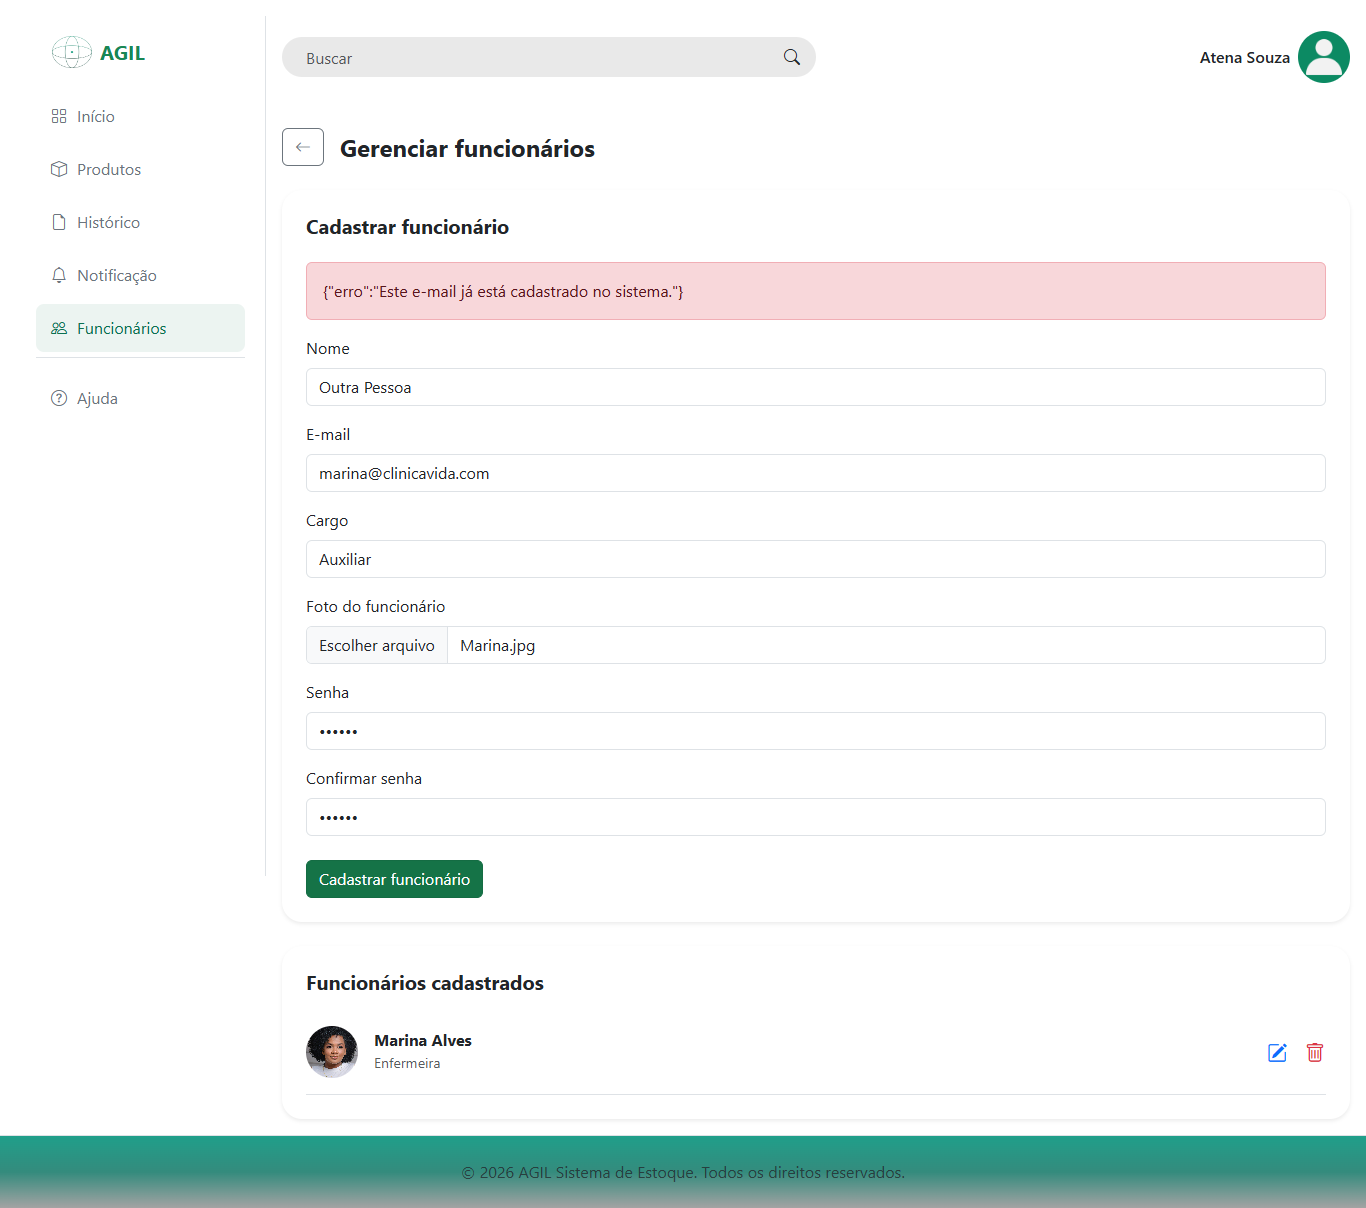 AGIL
Buscar
Atena Souza
Início
Produtos
Histórico
Notificação
Funcionários
Ajuda
Gerenciar funcionários
Cadastrar funcionário
{"erro":"Este e-mail já está cadastrado no sistema."}
Nome
Outra Pessoa
E-mail
marina@clinicavida.com
Cargo
Auxiliar
Foto do funcionário
Escolher arquivo Marina.jpg
Senha
••••••
Confirmar senha
••••••
Cadastrar funcionário
Funcionários cadastrados
Marina Alves
Enfermeira
© 2026 AGIL Sistema de Estoque. Todos os direitos reservados.